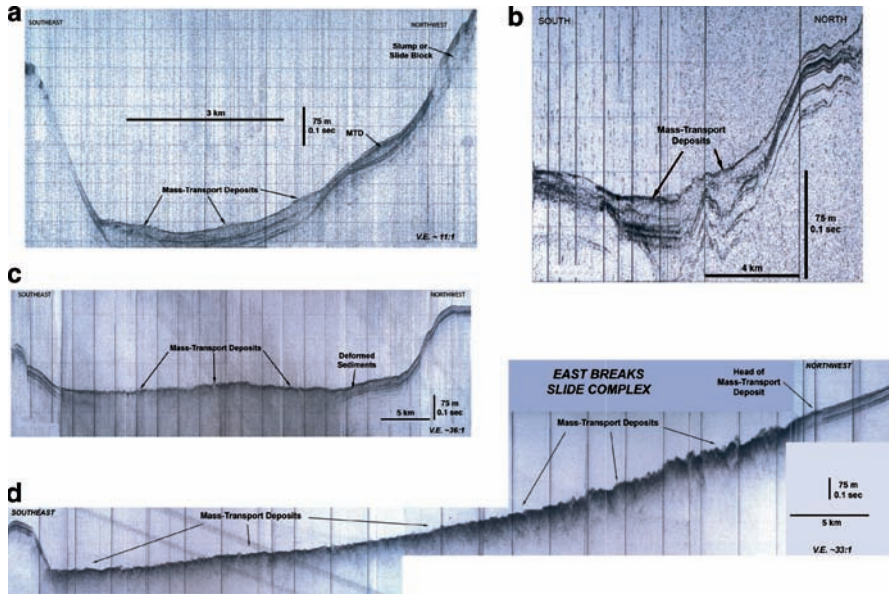 a
SOUTHEAST
NORTHWEST
Slump or
Slide Block
3 km
75 m
0.1 sec
MTD
Mass-Transport Deposits
V.E. ~ 11:1
b
SOUTH
NORTH
Mass-Transport
Deposits
75 m
0.1 sec
4 km
c
SOUTHEAST
NORTHWEST
Mass-Transport Deposits
Deformed
Sediments
75 m
0.1 sec
5 km
V.E. ~36:1
EAST BREAKS
SLIDE COMPLEX
NORTHWEST
Head of
Mass-Transport
Deposit
Mass-Transport Deposits
75 m
0.1 sec
5 km
V.E. ~33:1
d
SOUTHEAST
Mass-Transport Deposits